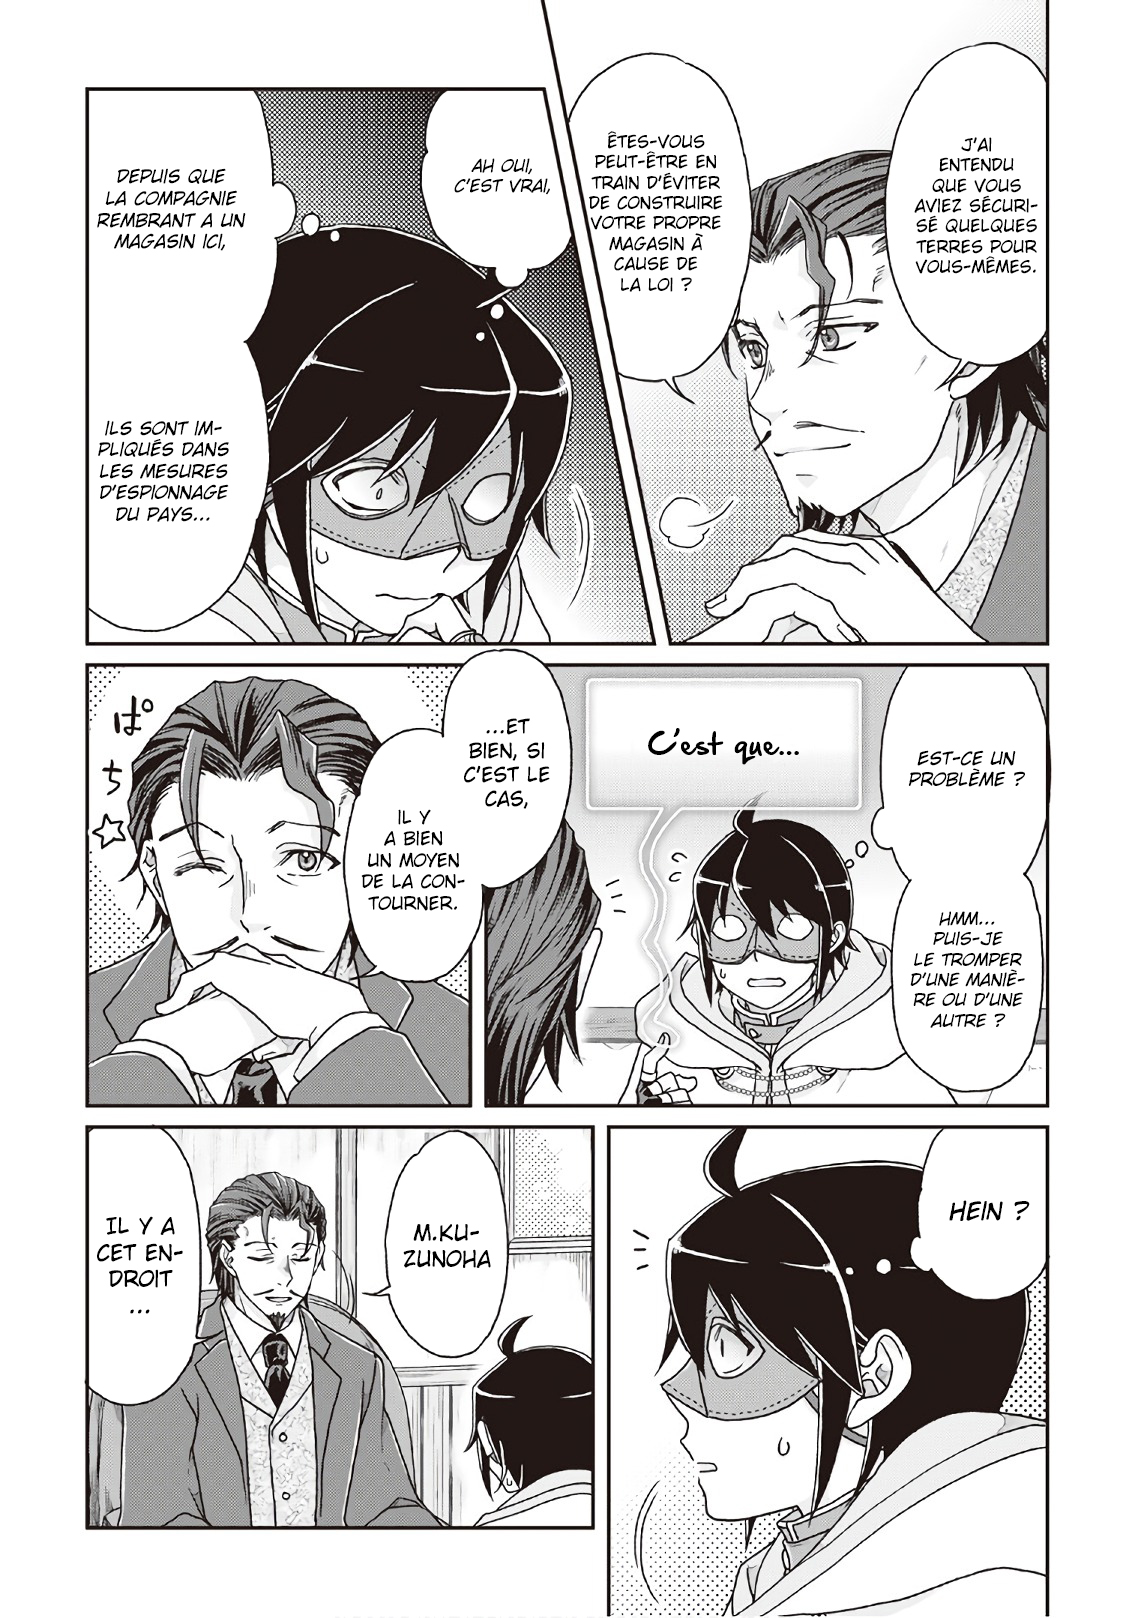 J'AI
ENTENDU
QUE VOUS
AVIEZ SÉCURI-
SÉ QUELQUES
TERRES POUR
VOUS-MÊMES.
ÊTES-VOUS
PEUT-ÊTRE EN
TRAIN D'ÉVITER
DE CONSTRUIRE
VOTRE PROPRE
MAGASIN À
CAUSE DE
LA LOI ?
AH OUI,
C'EST VRAI,
DEPUIS QUE
LA COMPAGNIE
REMBRANT A UN
MAGASIN ICI,
ILS SONT IM-
PLIQUÉS DANS
LES MESURES
D'ESPIONNAGE
DU PAYS...
EST-CE UN
PROBLÈME ?
HMM...
PUIS-JE
LE TROMPER
D'UNE MANIÈ-
RE OU D'UNE
AUTRE ?
C'est que...
...ET
BIEN, SI
C'EST LE
CAS,
IL Y
A BIEN
UN MOYEN
DE LA CON-
TOURNER.
ぱち☆
HEIN ?
M.KU-
ZUNOHA
IL Y A
CET EN-
DROIT
...